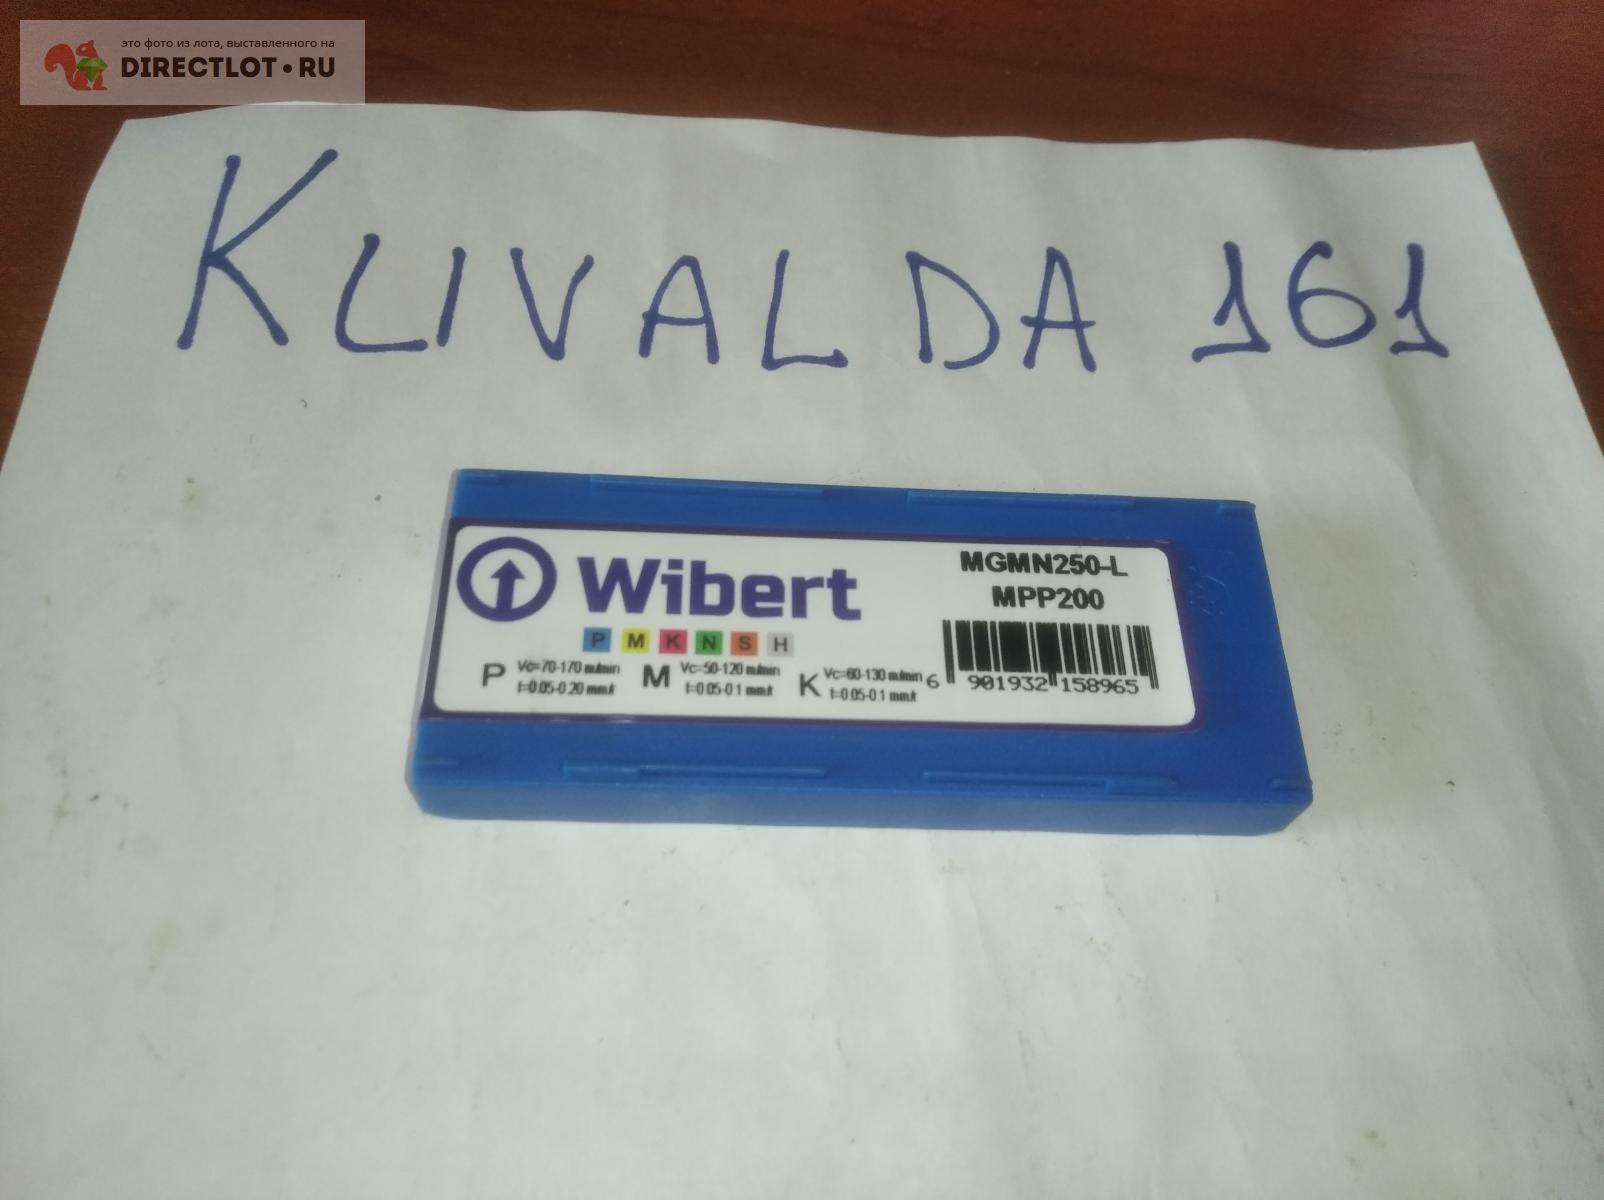 это фото из лота, выставленного на
DIRECTLOT•RU
KLIVALDA 161
Wibert
MGMN250-L
MPP200
P M K N S H
P Vc=70-170 m/min
f=0.05-0.20 mm/r
M Vc=50-120 m/min
f=0.05-0.1 mm/r
K Vc=60-130 m/min
f=0.05-0.1 mm/r
6 901932 158965